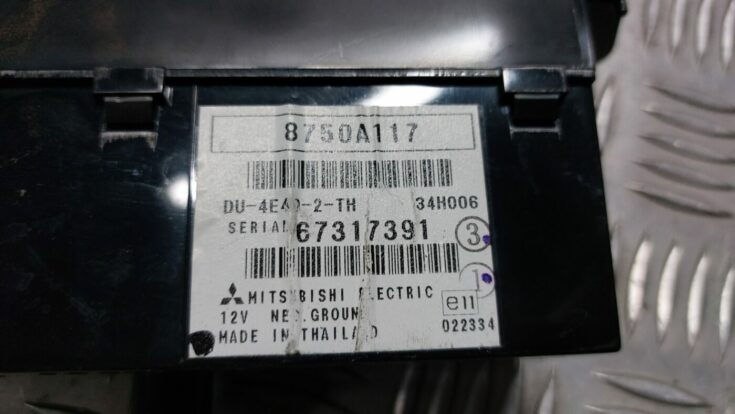 8750A117
DU-4E4 -2-TH 34H006
SERIAL 67317391 3
1
MITSUBISHI ELECTRIC e11
12V NEG.GROUND
MADE IN THAILAND 022334